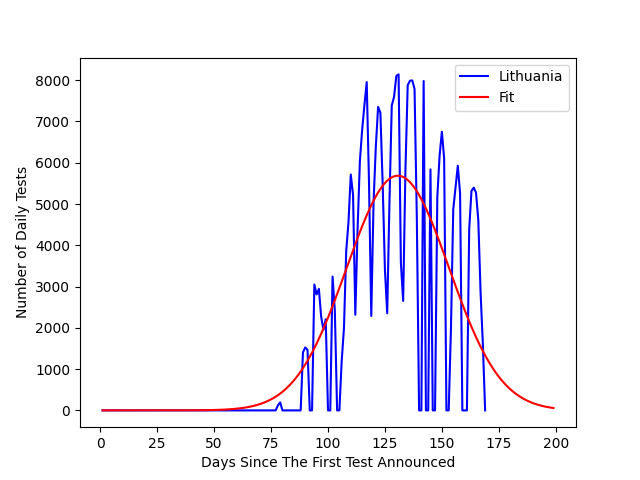 Lithuania
Fit
Number of Daily Tests
8000
7000
6000
5000
4000
3000
2000
1000
0
0 25 50 75 100 125 150 175 200
Days Since The First Test Announced